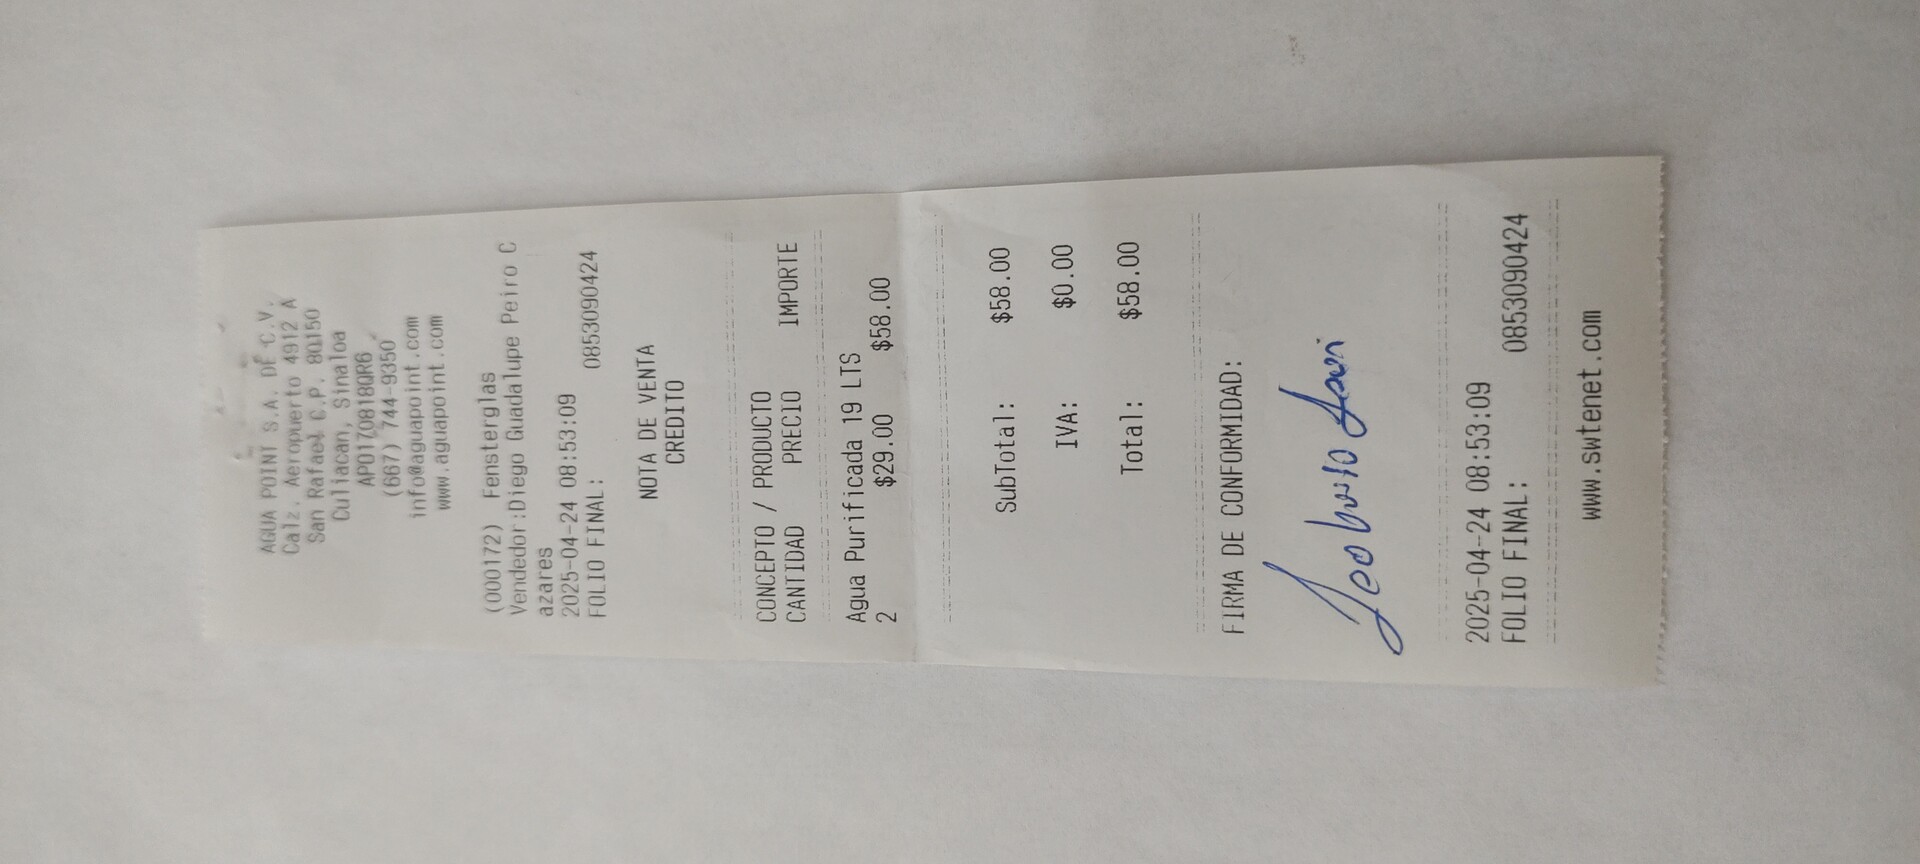 AGUA POINT S.A. DE C.V.
Calz. Aeropuerto 4912 A
San Rafael C.P. 80150
Culiacan, Sinaloa
APO170818QR6
(667) 744-9350
info@aguapoint.com
www.aguapoint.com
(000172) Fensterglas
Vendedor:Diego Guadalupe Peiro C
azares
2025-04-24 08:53:09
FOLIO FINAL: 085309042​4
NOTA DE VENTA
CREDITO
CONCEPTO / PRODUCTO
CANTIDAD PRECIO IMPORTE
Agua Purificada 19 LTS
2 $29.00 $58.00
SubTotal: $58.00
IVA: $0.00
Total: $58.00
FIRMA DE CONFORMIDAD:
2025-04-24 08:53:09
FOLIO FINAL: 0853090424
www.swtenet.com